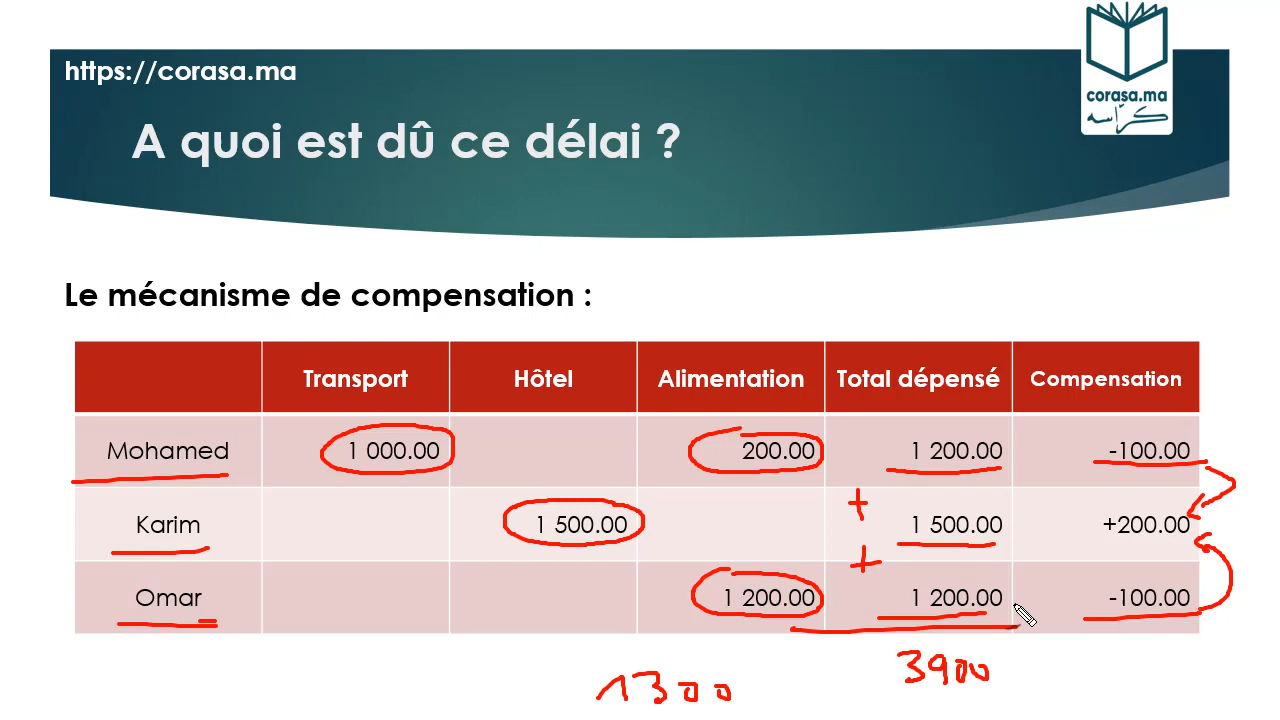 https://corasa.ma
corasa.ma
كرّاسة
A quoi est dû ce délai ?
Le mécanisme de compensation :
Transport Hôtel Alimentation Total dépensé Compensation
Mohamed 1 000.00 200.00 1 200.00 -100.00
+
Karim 1 500.00 1 500.00 +200.00
+
Omar 1 200.00 1 200.00 -100.00
3900
1300